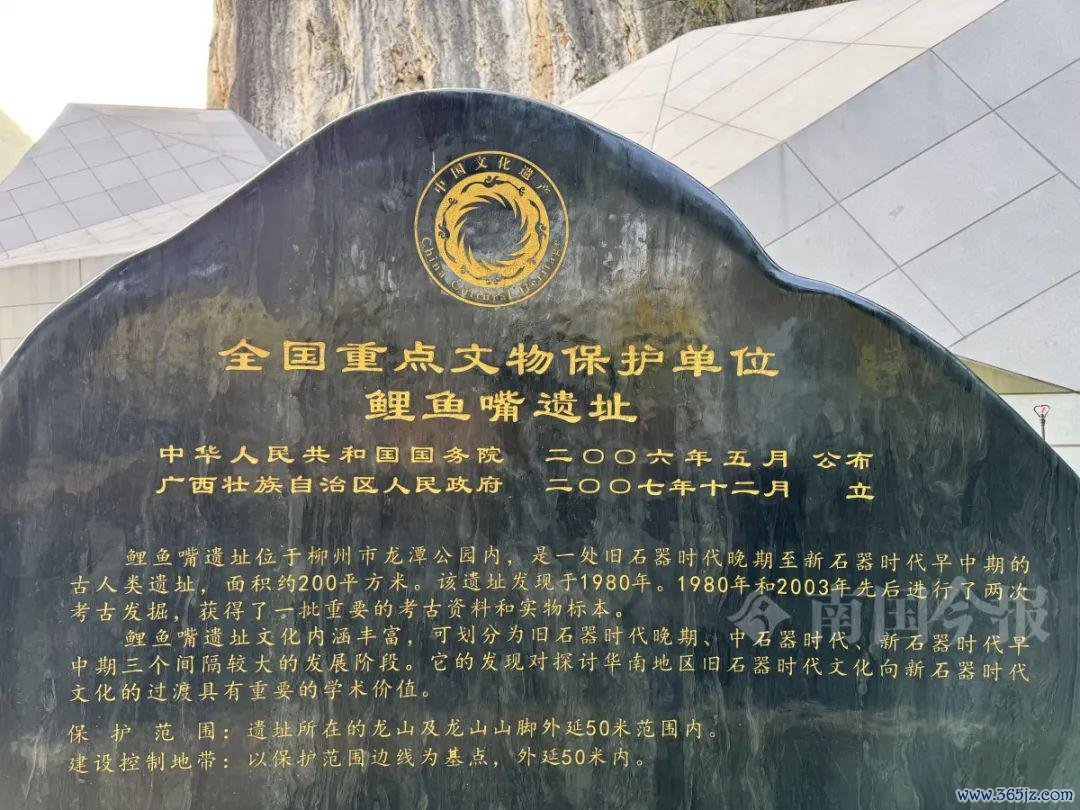 中国文化遗产
China Cultural Heritage
全国重点文物保护单位
鲤鱼嘴遗址
中华人民共和国国务院 二〇〇六年五月 公布
广西壮族自治区人民政府 二〇〇七年十二月 立
鲤鱼嘴遗址位于柳州市龙潭公园内，是一处旧石器时代晚期至新石器时代早中期的
古人类遗址，面积约200平方米。该遗址发现于1980年。1980年和2003年先后进行了两次
考古发掘，获得了一批重要的考古资料和实物标本。
鲤鱼嘴遗址文化内涵丰富，可划分为旧石器时代晚期、中石器时代、新石器时代早
中期三个间隔较大的发展阶段。它的发现对探讨华南地区旧石器时代文化向新石器时代
文化的过渡具有重要的学术价值。
保护范围：遗址所在的龙山及龙山山脚外延50米范围内。
建设控制地带：以保护范围边线为基点，外延50米内。
南国今报
www.365jz.com